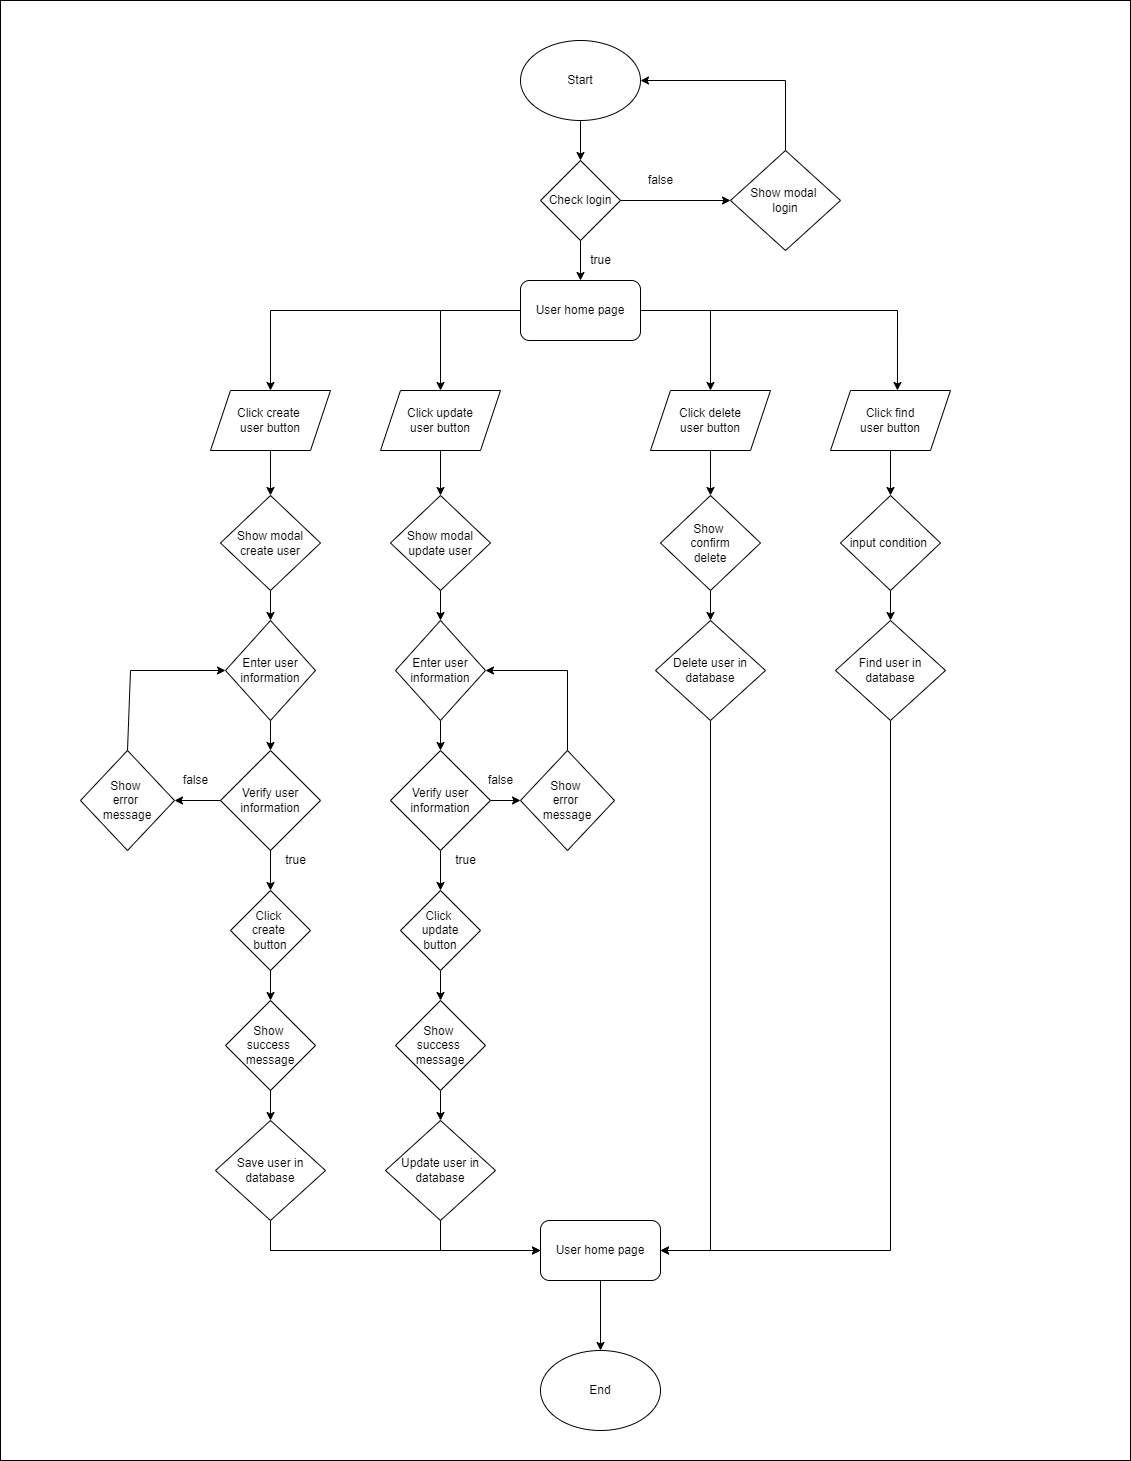 Start
Check login
false
Show modal
login
true
User home page
Click create
user button
Click update
user button
Click delete
user button
Click find
user button
Show modal
create user
Show modal
update user
Show
confirm
delete
input condition
Enter user
information
Enter user
information
Delete user in
database
Find user in
database
Show
error
message
false
Verify user
information
Verify user
information
false
Show
error
message
true
true
Click
create
button
Click
update
button
Show
success
message
Show
success
message
Save user in
database
Update user in
database
User home page
End